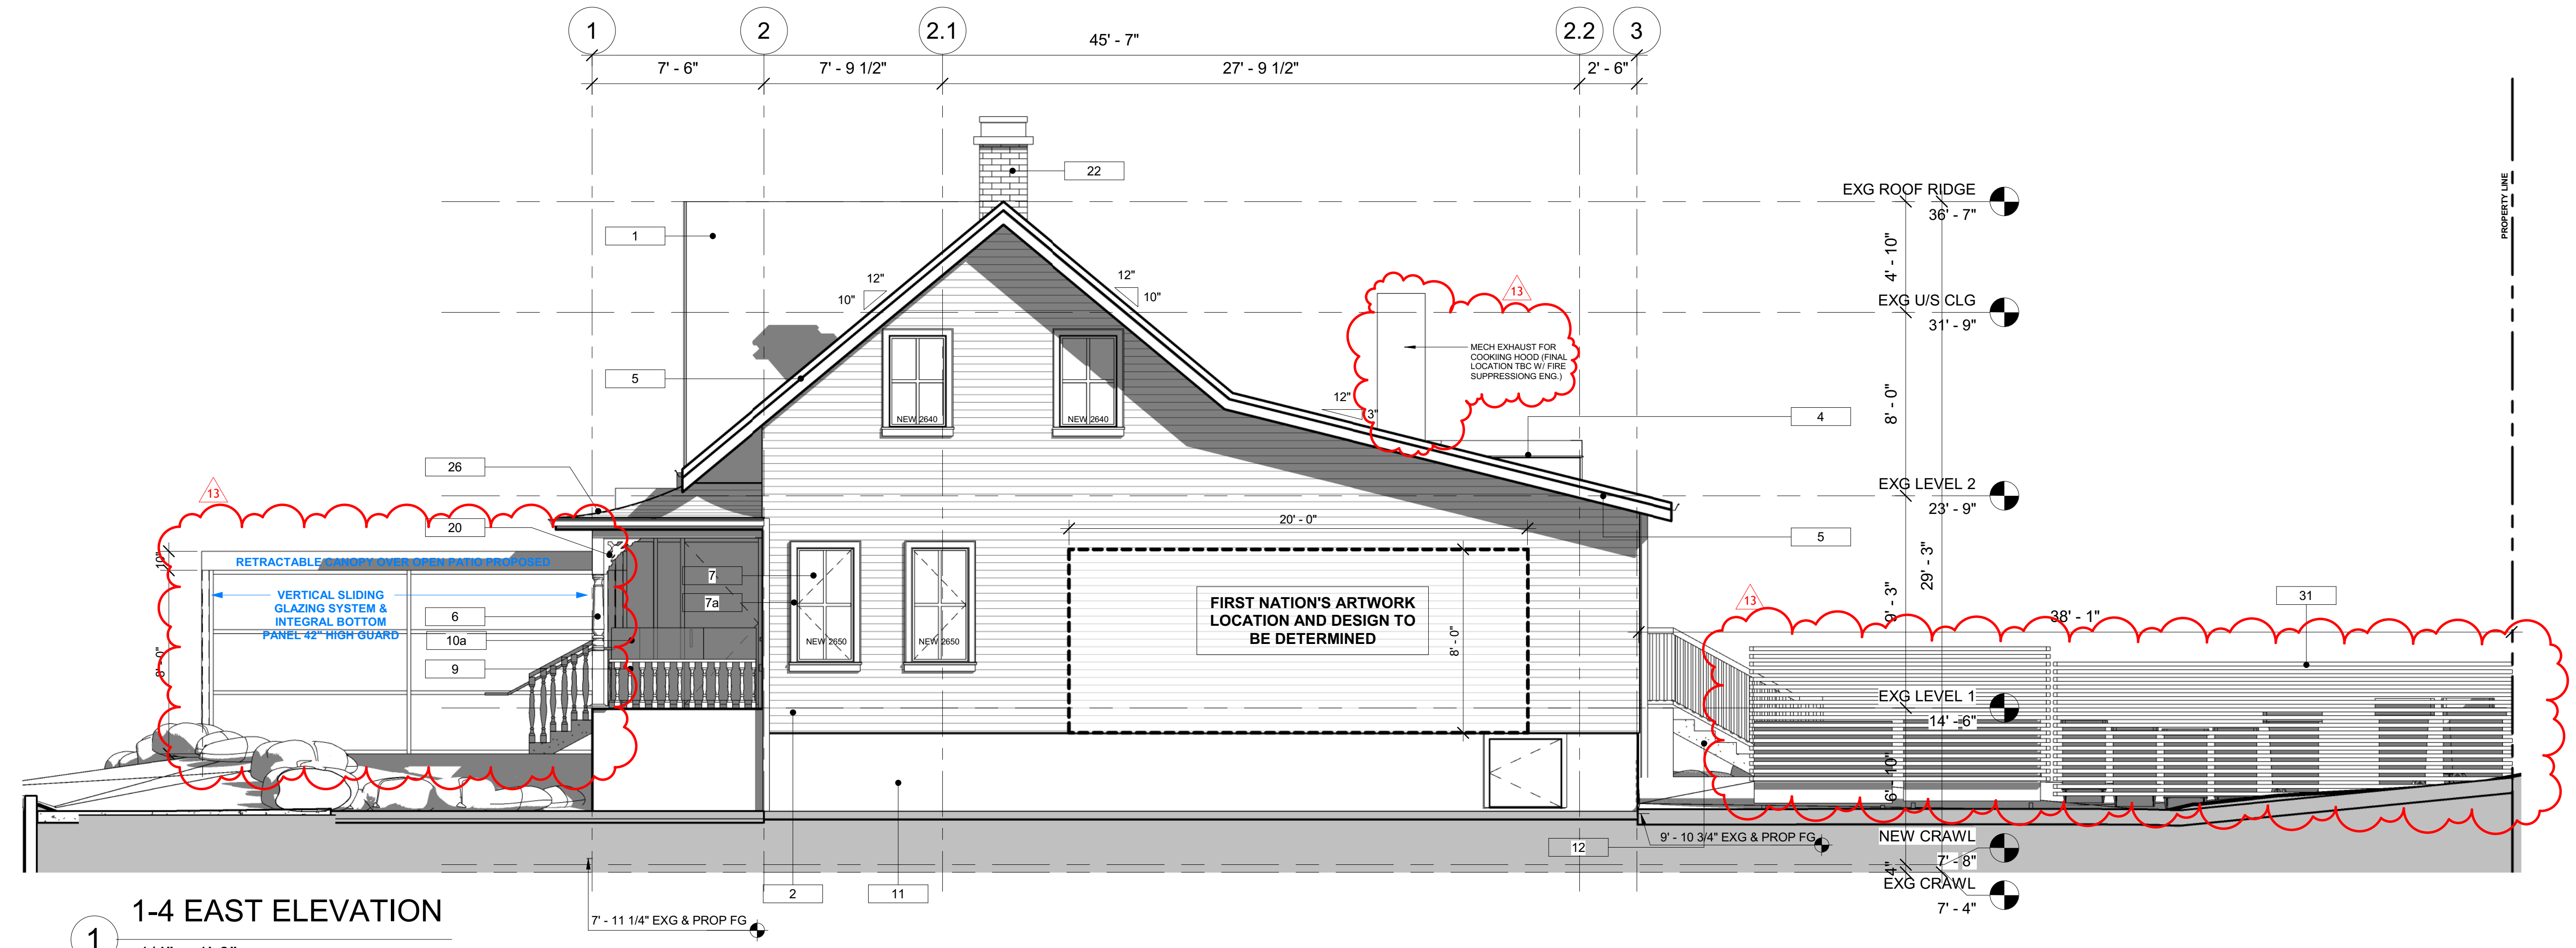 1
2
2.1
2.2
3
45' - 7"
7' - 6"
7' - 9 1/2"
27' - 9 1/2"
2' - 6"
22
PROPERTY LINE
EXG ROOF RIDGE
36' - 7"
1
4' - 10"
12"
10"
12"
10"
13
EXG U/S CLG
31' - 9"
MECH EXHAUST FOR
COOKIING HOOD (FINAL
LOCATION TBC W/ FIRE
SUPPRESSIONG ENG.)
5
12"
3"
8' - 0"
4
NEW 2640
NEW 2640
26
13
EXG LEVEL 2
23' - 9"
20
20' - 0"
5
10"
RETRACTABLE CANOPY OVER OPEN PATIO PROPOSED
7
29' - 3"
VERTICAL SLIDING
GLAZING SYSTEM &
INTEGRAL BOTTOM
PANEL 42" HIGH GUARD
7a
6
10a
9
8' - 0"
NEW 2650
NEW 2650
FIRST NATION'S ARTWORK
LOCATION AND DESIGN TO
BE DETERMINED
8' - 0"
13
9' - 3"
38' - 1"
31
EXG LEVEL 1
14' - 6"
6' - 10"
12
9' - 10 3/4" EXG & PROP FG
NEW CRAWL
7' - 8"
4"
EXG CRAWL
7' - 4"
2
11
7' - 11 1/4" EXG & PROP FG
1-4 EAST ELEVATION
1